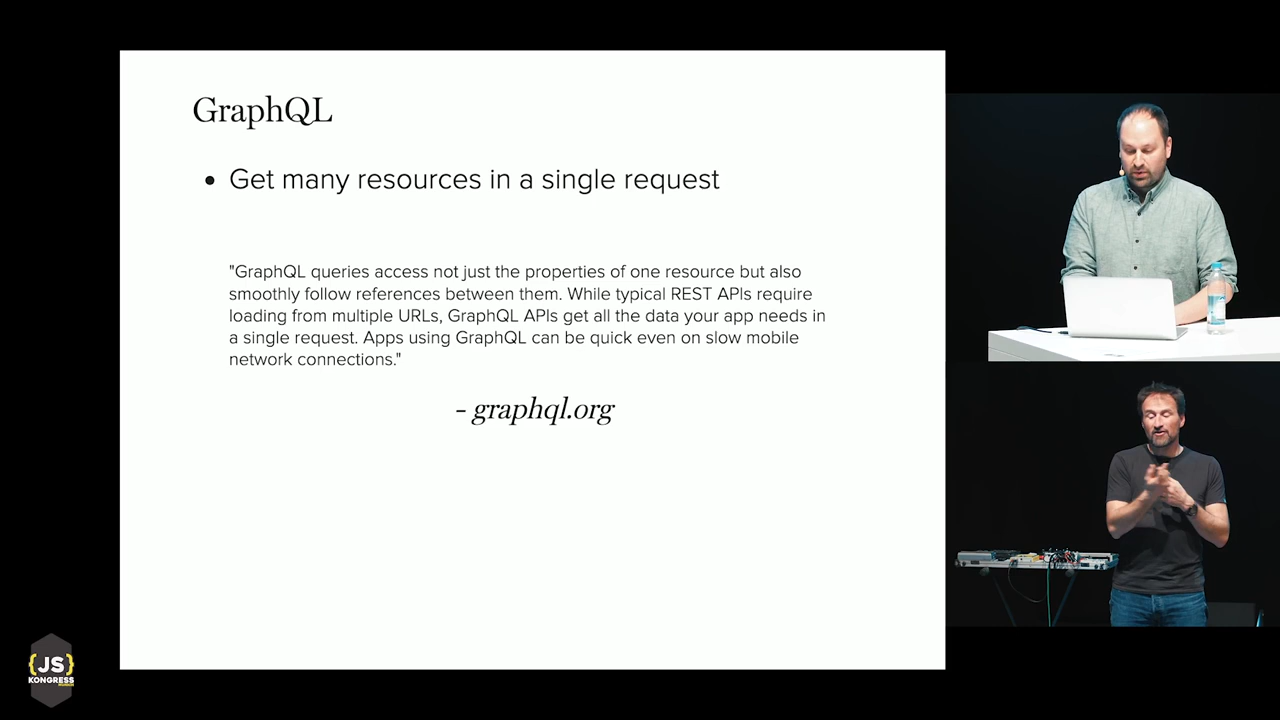 GraphQL
• Get many resources in a single request
"GraphQL queries access not just the properties of one resource but also
smoothly follow references between them. While typical REST APIs require
loading from multiple URLs, GraphQL APIs get all the data your app needs in
a single request. Apps using GraphQL can be quick even on slow mobile
network connections."
- graphql.org
{JS}
KONGRESS